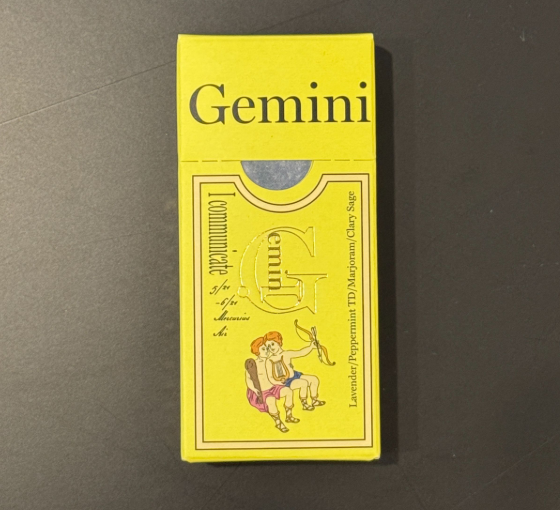 Gemini
I communicate
5/21
-6/21
Mercurius
Air
Gemini
Lavender/Peppermint TD/Marjoram/Clary Sage